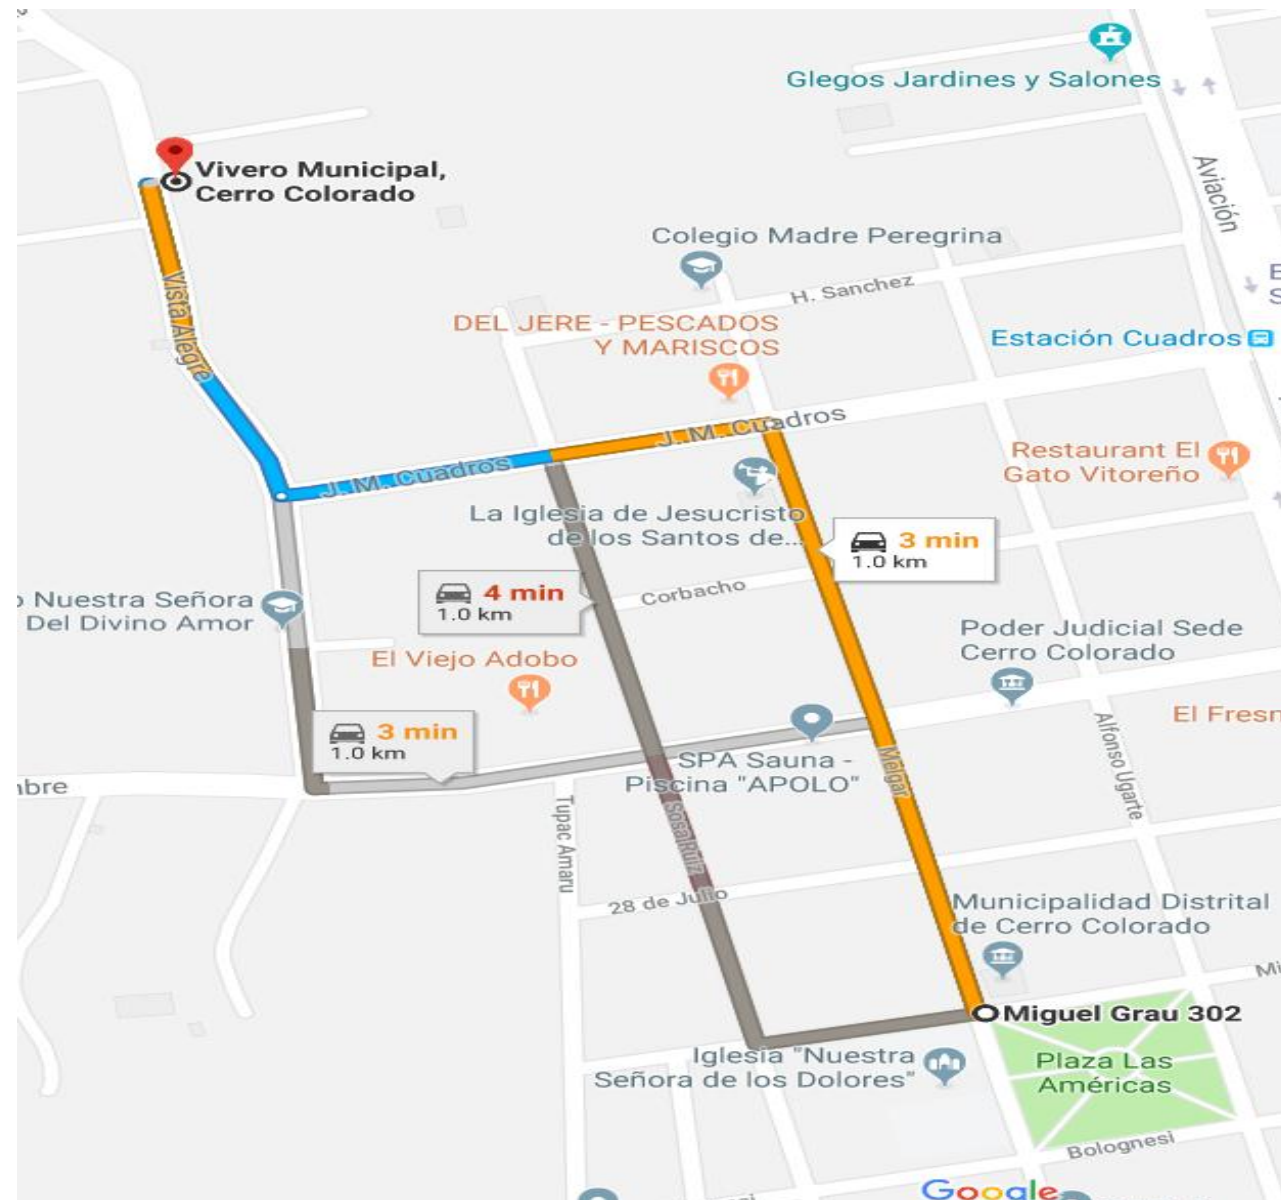 Glegos Jardines y Salones
Vivero Municipal,
Cerro Colorado
Aviación
Colegio Madre Peregrina
H. Sanchez
Vista Alegre
DEL JERE - PESCADOS
Y MARISCOS
Estación Cuadros
J. M. Cuadros
J. M. Cuadros
Restaurant El
Gato Vitoreño
La Iglesia de Jesucristo
de los Santos de...
3 min
1.0 km
4 min
1.0 km
Corbacho
Nuestra Señora
Del Divino Amor
Poder Judicial Sede
Cerro Colorado
El Viejo Adobo
3 min
1.0 km
El Fresn
Alfonso Ugarte
SPA Sauna -
Piscina "APOLO"
Melgar
mbre
Tupac Amaru
Sosa Ruiz
28 de Julio
Municipalidad Distrital
de Cerro Colorado
Mi
Miguel Grau 302
Iglesia "Nuestra
Señora de los Dolores"
Plaza Las
Américas
Bolognesi
Google